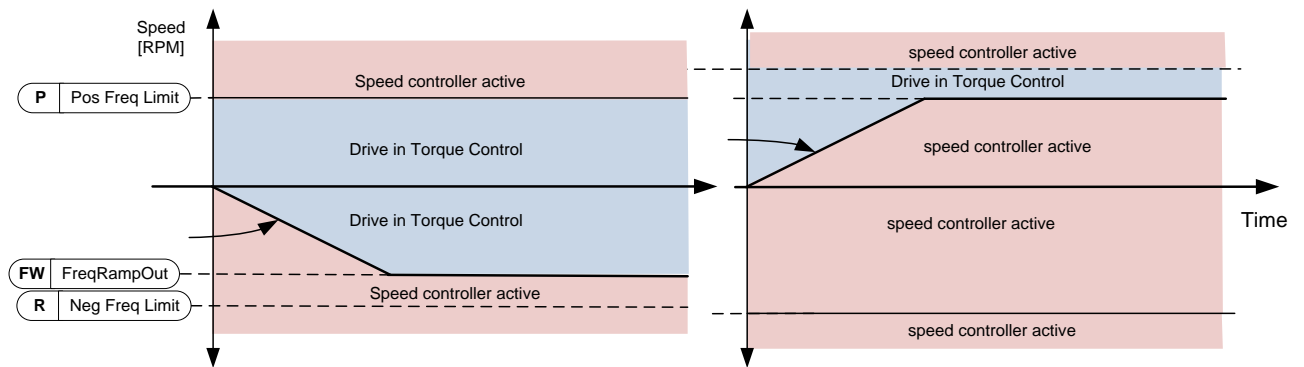 Speed
[RPM]
Speed controller active
P Pos Freq Limit
Drive in Torque Control
Drive in Torque Control
FW FreqRampOut
Speed controller active
R Neg Freq Limit
speed controller active
Drive in Torque Control
speed controller active
speed controller active
Time
speed controller active